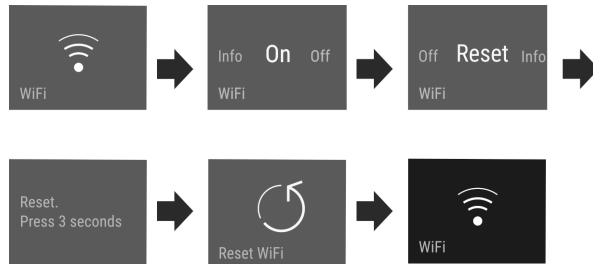 WiFi
Info On Off
WiFi
Off Reset Info
WiFi
Reset.
Press 3 seconds
Reset WiFi
WiFi